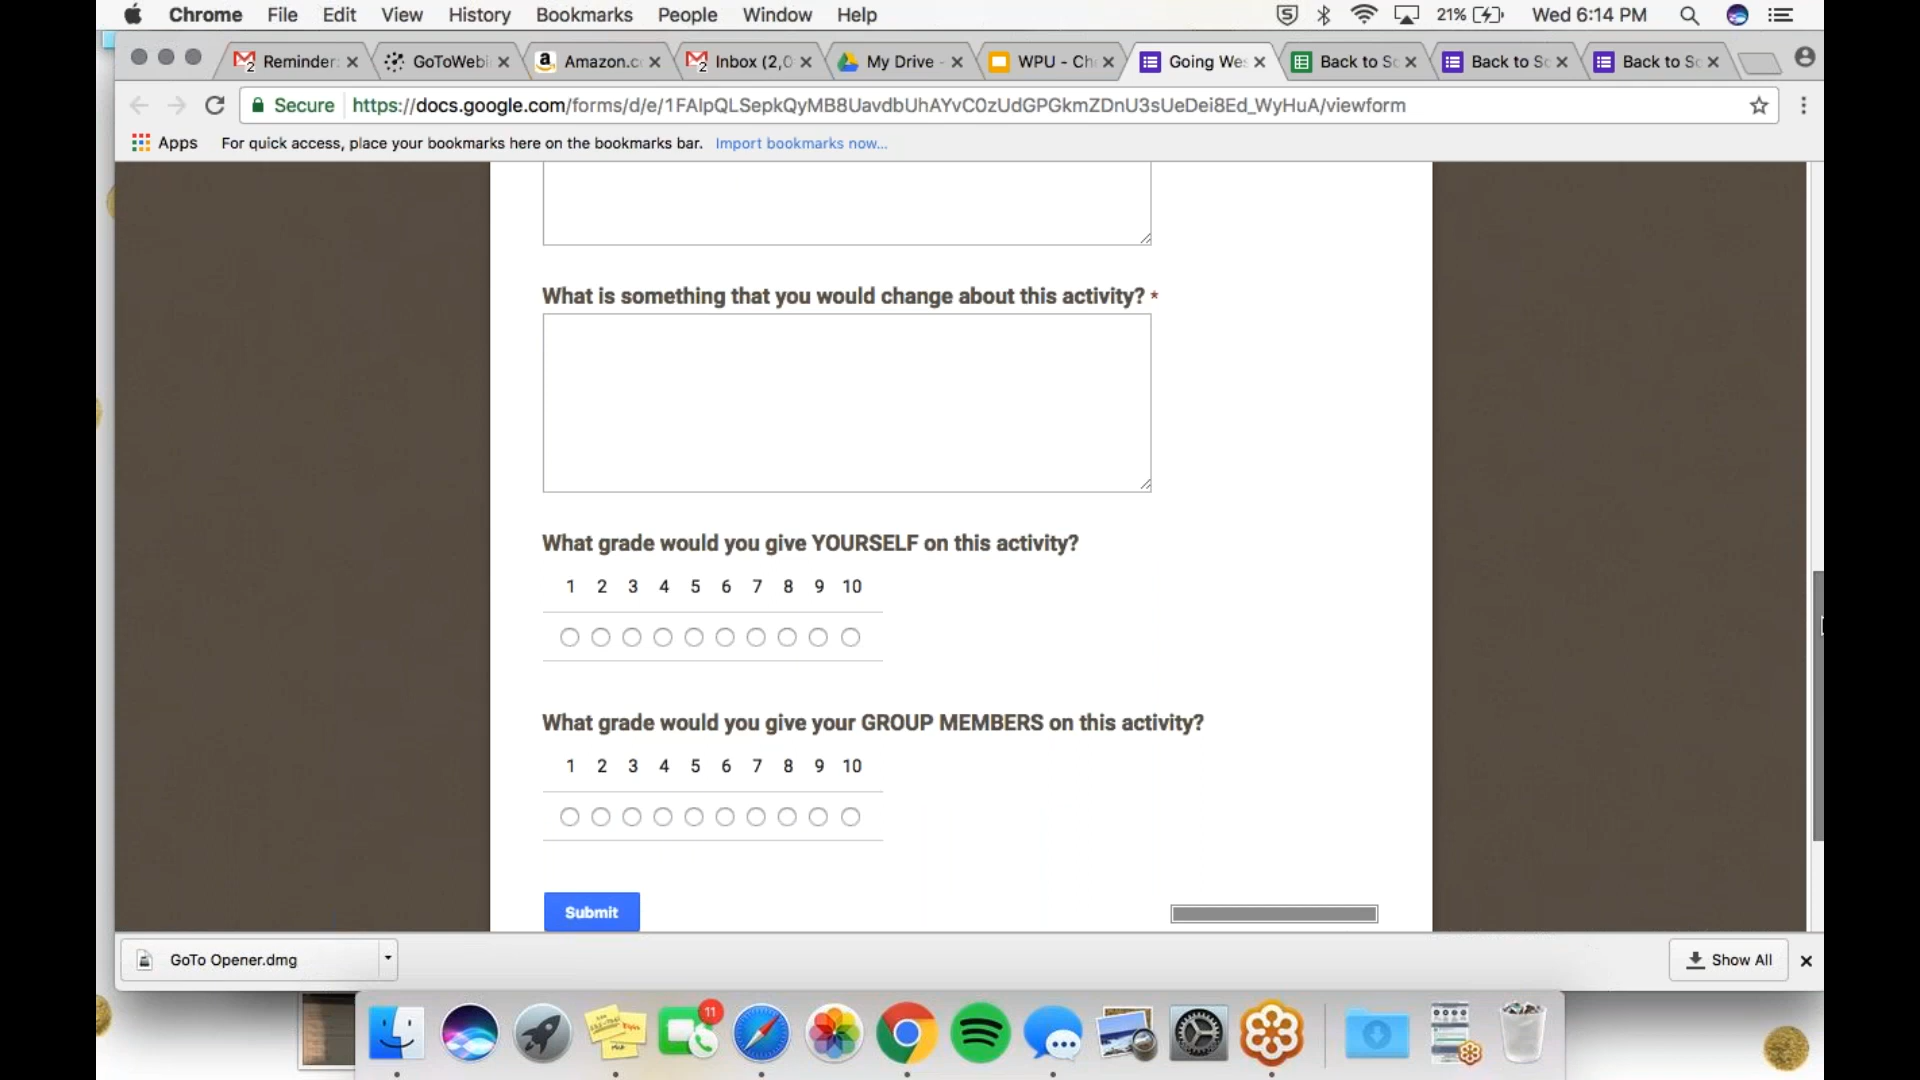 Chrome File Edit View History Bookmarks People Window Help 21% Wed 6:14 PM
Reminder: GoToWebi Amazon.c Inbox (2,0 My Drive - WPU - Ch Going Wes Back to Sc Back to Sc Back to Sc
Secure https://docs.google.com/forms/d/e/1FAIpQLSepkQyMB8UavdbUhAYvC0zUdGPGkmZDnU3sUeDei8Ed_WyHuA/viewform
Apps For quick access, place your bookmarks here on the bookmarks bar. Import bookmarks now...
What is something that you would change about this activity? *
What grade would you give YOURSELF on this activity?
1 2 3 4 5 6 7 8 9 10
What grade would you give your GROUP MEMBERS on this activity?
1 2 3 4 5 6 7 8 9 10
Submit
GoTo Opener.dmg Show All
11